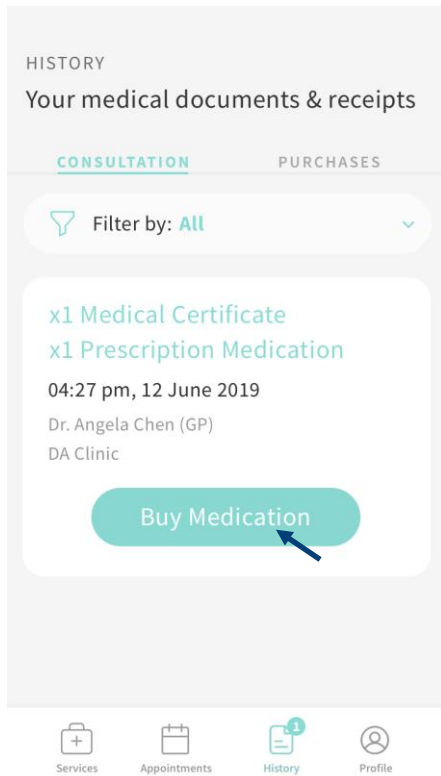 HISTORY
Your medical documents & receipts
CONSULTATION PURCHASES
Filter by: All
x1 Medical Certificate
x1 Prescription Medication
04:27 pm, 12 June 2019
Dr. Angela Chen (GP)
DA Clinic
Buy Medication
1
Services Appointments History Profile